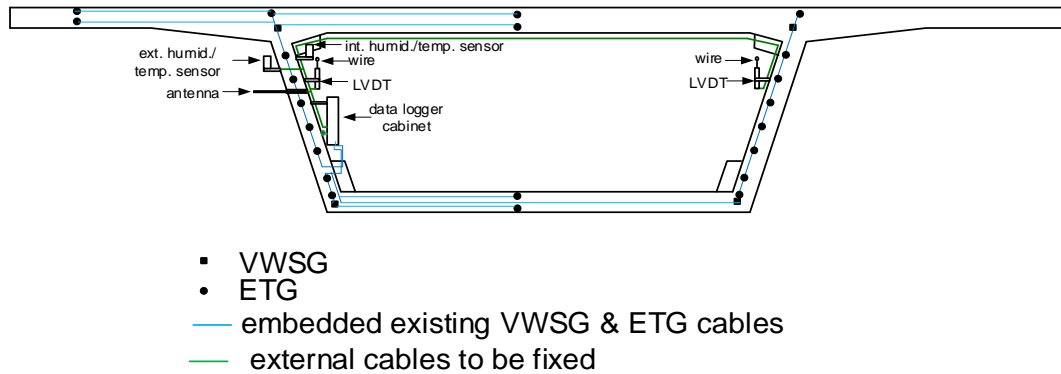 int. humid./temp. sensor
ext. humid./
temp. sensor
wire
wire
LVDT
LVDT
antenna
data logger
cabinet
VWSG
ETG
embedded existing VWSG & ETG cables
external cables to be fixed